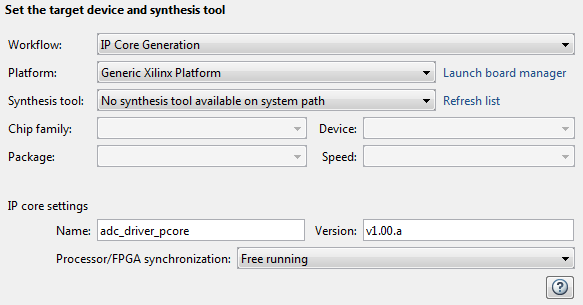 Set the target device and synthesis tool
Workflow: IP Core Generation
Platform: Generic Xilinx Platform Launch board manager
Synthesis tool: No synthesis tool available on system path Refresh list
Chip family: Device:
Package: Speed:
IP core settings
Name: adc_driver_pcore Version: v1.00.a
Processor/FPGA synchronization: Free running
?